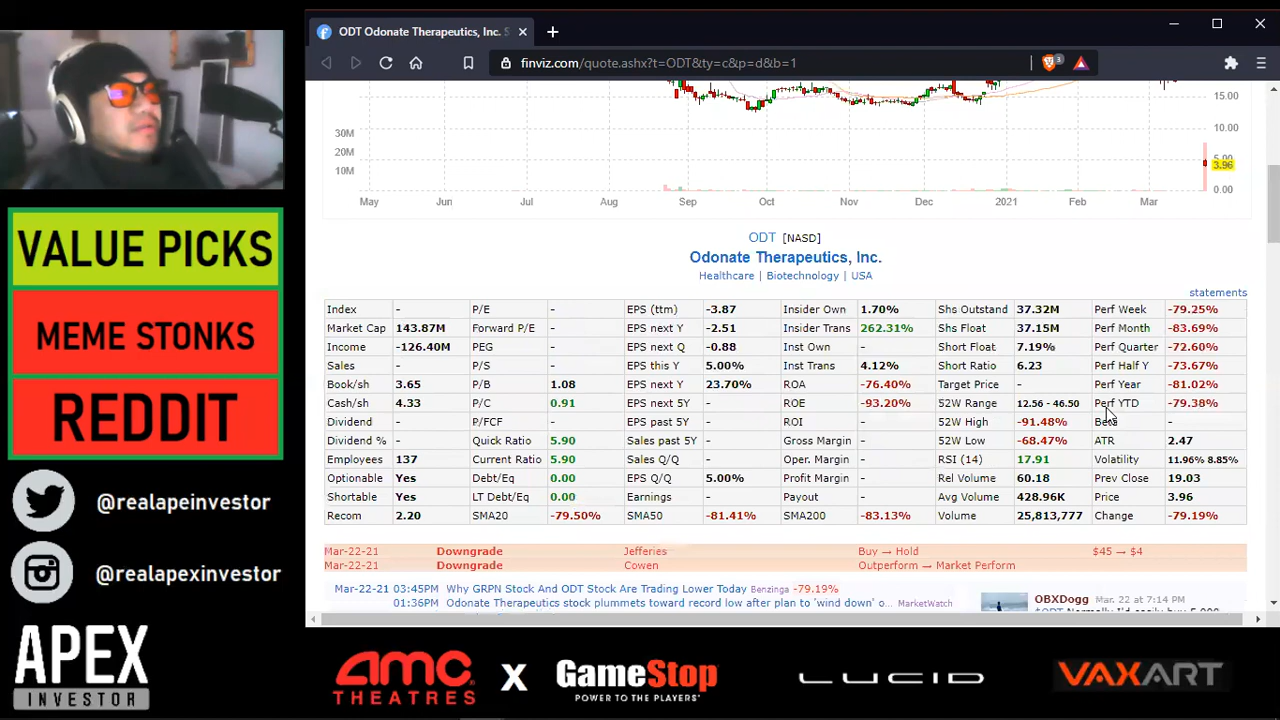 ODT Odonate Therapeutics, Inc. S
finviz.com/quote.ashx?t=ODT&ty=c&p=d&b=1
3
15.00
10.00
5.00
3.96
0.00
30M
20M
10M
May Jun Jul Aug Sep Oct Nov Dec 2021 Feb Mar
ODT [NASD]
Odonate Therapeutics, Inc.
Healthcare | Biotechnology | USA
statements
Index - P/E - EPS (ttm) -3.87 Insider Own 1.70% Shs Outstand 37.32M Perf Week -79.25%
Market Cap 143.87M Forward P/E - EPS next Y -2.51 Insider Trans 262.31% Shs Float 37.15M Perf Month -83.69%
Income -126.40M PEG - EPS next Q -0.88 Inst Own - Short Float 7.19% Perf Quarter -72.60%
Sales - P/S - EPS this Y 5.00% Inst Trans 4.12% Short Ratio 6.23 Perf Half Y -73.67%
Book/sh 3.65 P/B 1.08 EPS next Y 23.70% ROA -76.40% Target Price - Perf Year -81.02%
Cash/sh 4.33 P/C 0.91 EPS next 5Y - ROE -93.20% 52W Range 12.56 - 46.50 Perf YTD -79.38%
Dividend - P/FCF - EPS past 5Y - ROI - 52W High -91.48% Beta -
Dividend % - Quick Ratio 5.90 Sales past 5Y - Gross Margin - 52W Low -68.47% ATR 2.47
Employees 137 Current Ratio 5.90 Sales Q/Q - Oper. Margin - RSI (14) 17.91 Volatility 11.96% 8.85%
Optionable Yes Debt/Eq 0.00 EPS Q/Q 5.00% Profit Margin - Rel Volume 60.18 Prev Close 19.03
Shortable Yes LT Debt/Eq 0.00 Earnings - Payout - Avg Volume 428.96K Price 3.96
Recom 2.20 SMA20 -79.50% SMA50 -81.41% SMA200 -83.13% Volume 25,813,777 Change -79.19%
Mar-22-21 Downgrade Jefferies Buy → Hold $45 → $4
Mar-22-21 Downgrade Cowen Outperform → Market Perform
Mar-22-21 03:45PM Why GRPN Stock And ODT Stock Are Trading Lower Today Benzinga -79.19%
01:36PM Odonate Therapeutics stock plummets toward record low after plan to 'wind down' o... MarketWatch
OBXDogg Mar. 22 at 7:14 PM
VALUE PICKS
MEME STONKS
REDDIT
@realapeinvestor
@realapexinvestor
APEX
INVESTOR
AMC
THEATRES
X
GameStop
POWER TO THE PLAYERS'
LUCID
VAXART